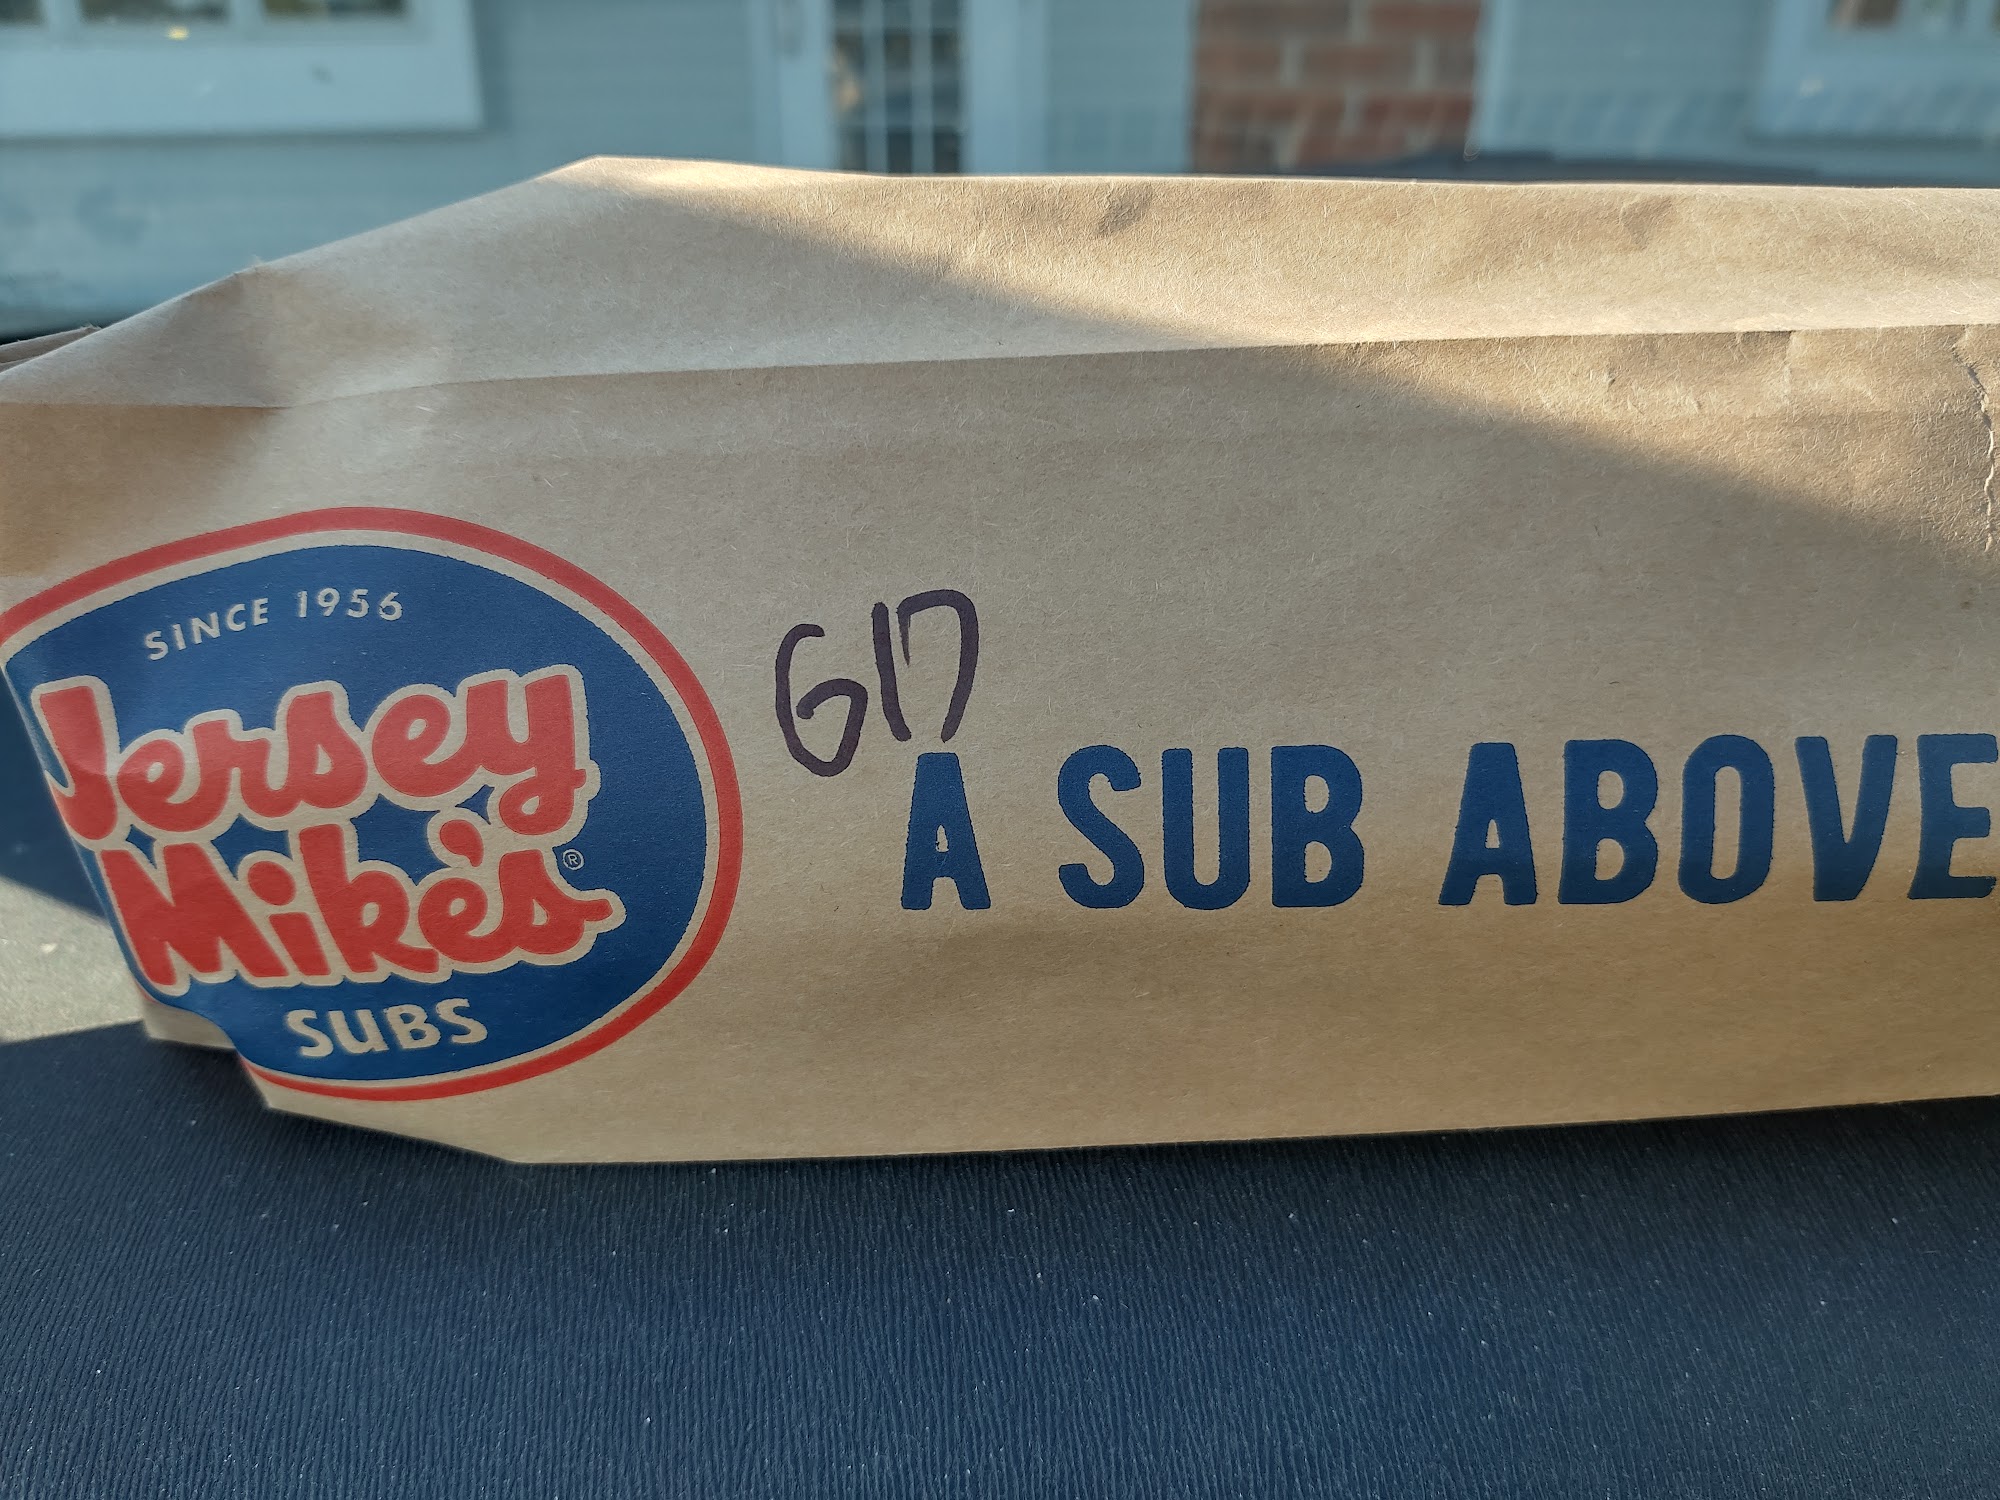 SINCE 1956
Jersey
Mike's®
SUBS
617
A SUB ABOVE